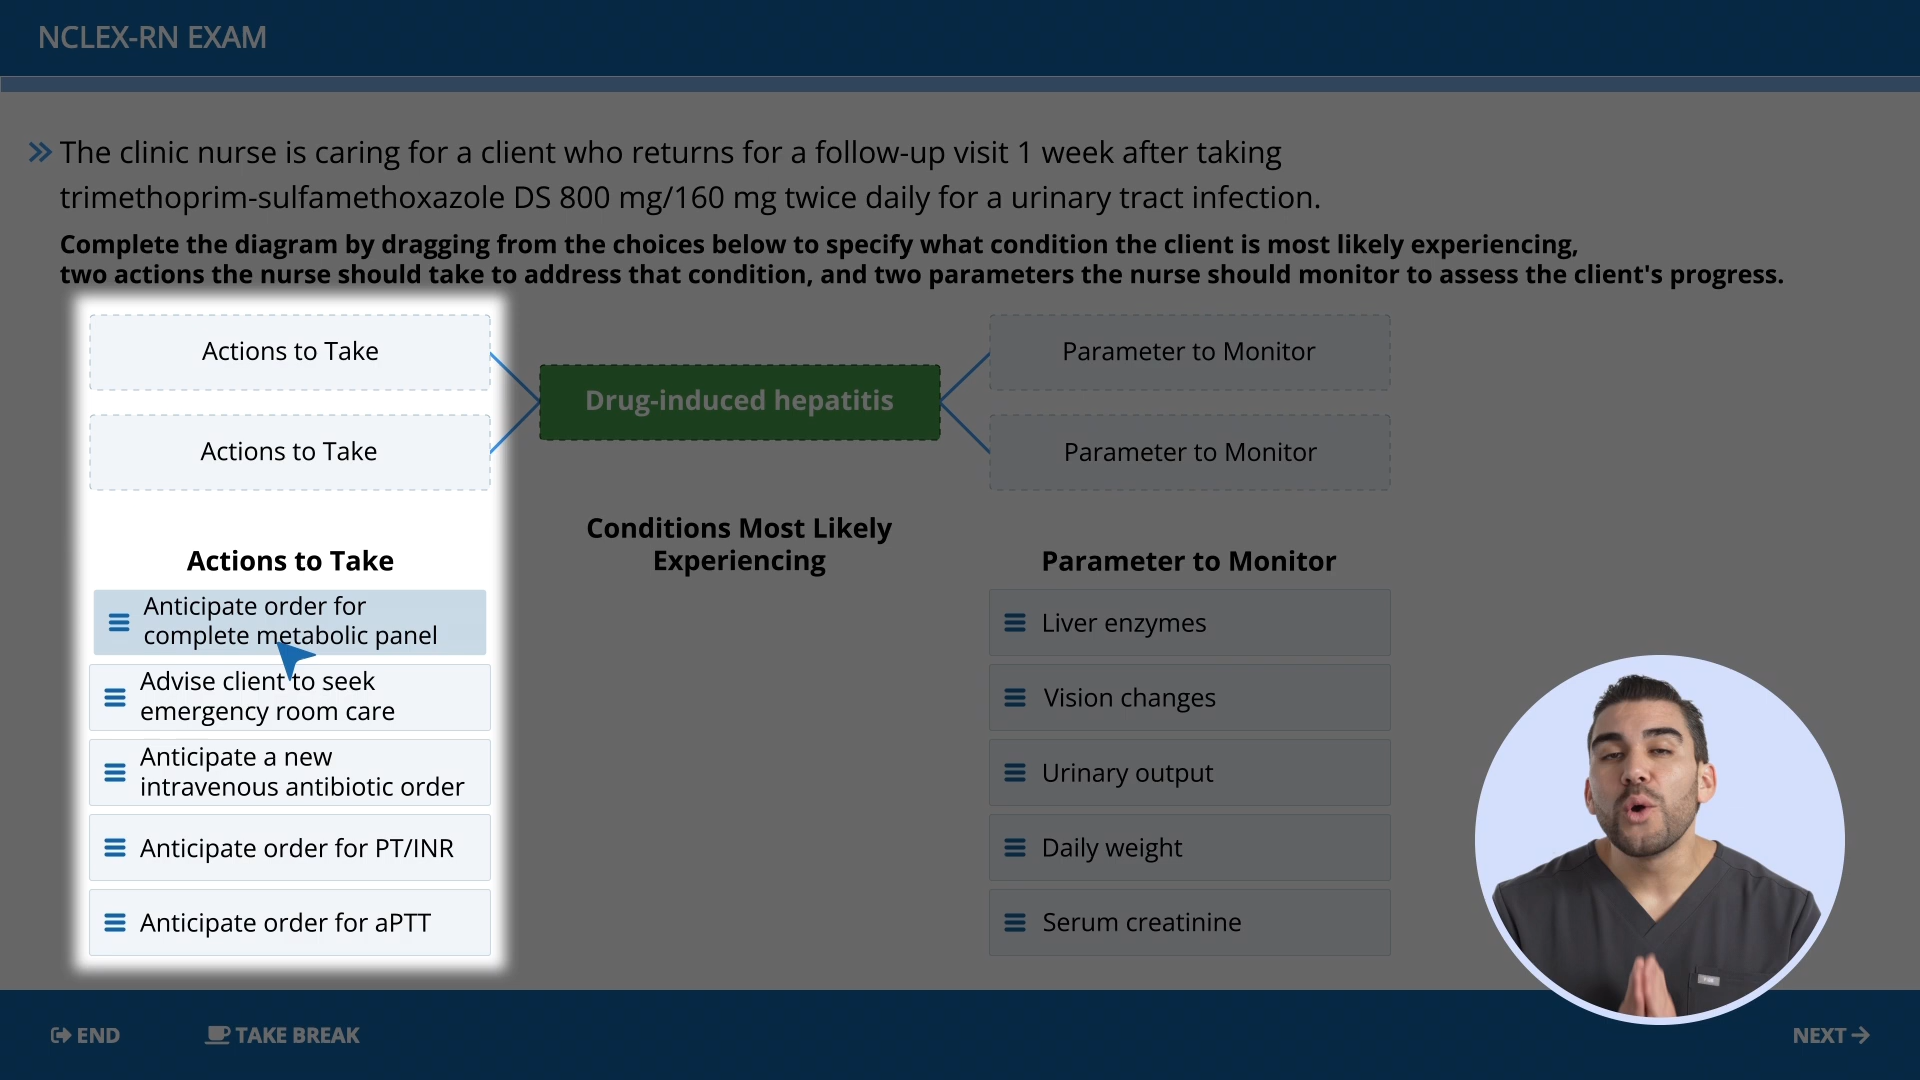 NCLEX-RN EXAM
The clinic nurse is caring for a client who returns for a follow-up visit 1 week after taking
trimethoprim-sulfamethoxazole DS 800 mg/160 mg twice daily for a urinary tract infection.
Complete the diagram by dragging from the choices below to specify what condition the client is most likely experiencing,
two actions the nurse should take to address that condition, and two parameters the nurse should monitor to assess the client's progress.
Actions to Take
Actions to Take
Drug-induced hepatitis
Parameter to Monitor
Parameter to Monitor
Actions to Take
Anticipate order for
complete metabolic panel
Advise client to seek
emergency room care
Anticipate a new
intravenous antibiotic order
Anticipate order for PT/INR
Anticipate order for aPTT
Conditions Most Likely
Experiencing
Parameter to Monitor
Liver enzymes
Vision changes
Urinary output
Daily weight
Serum creatinine
END
TAKE BREAK
NEXT